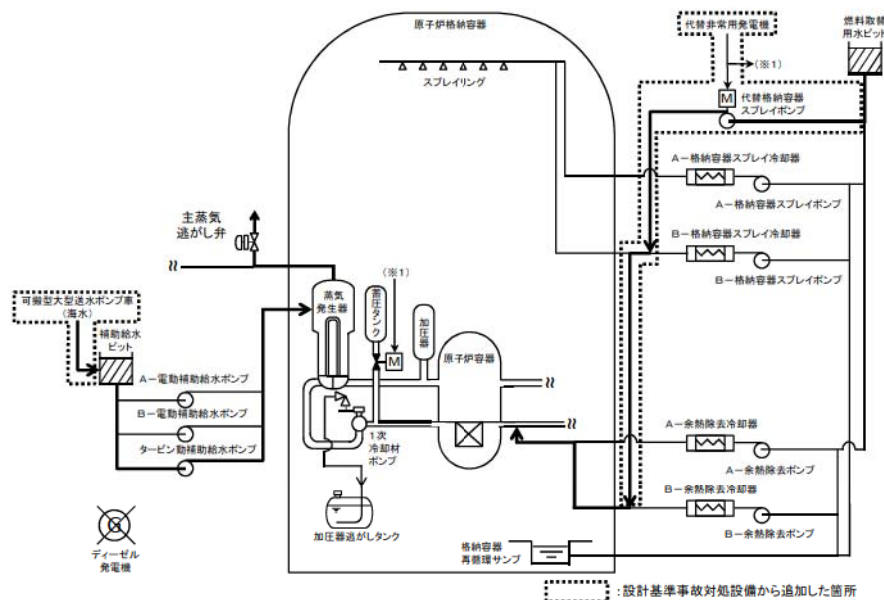 原子炉格納容器
スプレイリング
代替非常用発電機
(※1)
M
代替格納容器
スプレイポンプ
燃料取替
用水ピット
A-格納容器スプレイ冷却器
A-格納容器スプレイポンプ
B-格納容器スプレイ冷却器
B-格納容器スプレイポンプ
主蒸気
逃がし弁
(※1)
蒸気
発生器
蓄圧タンク
M
加圧器
原子炉容器
可搬型大型送水ポンプ車
(海水)
補助給水
ピット
A-電動補助給水ポンプ
B-電動補助給水ポンプ
タービン動補助給水ポンプ
1次
冷却材
ポンプ
加圧器逃がしタンク
A-余熱除去冷却器
A-余熱除去ポンプ
B-余熱除去冷却器
B-余熱除去ポンプ
格納容器
再循環サンプ
G
ディーゼル
発電機
:設計基準事故対処設備から追加した箇所